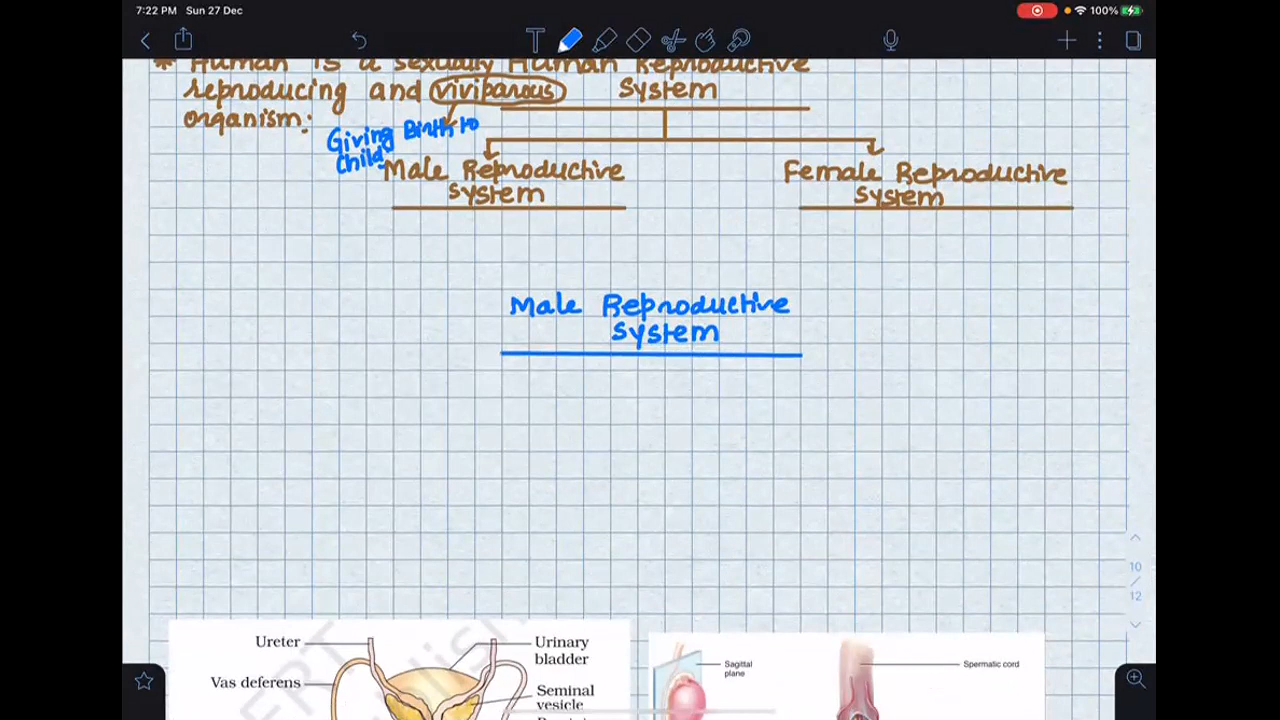 7:22 PM Sun 27 Dec
100%
* Human is a sexually Human Reproductive
reproducing and viviparous System
organism:
Giving Birth to
child
Male Reproductive
System
Female Reproductive
System
Male Reproductive
System
10
/
12
Ureter
Urinary
bladder
Vas deferens
Seminal
vesicle
Sagittal
plane
Spermatic cord